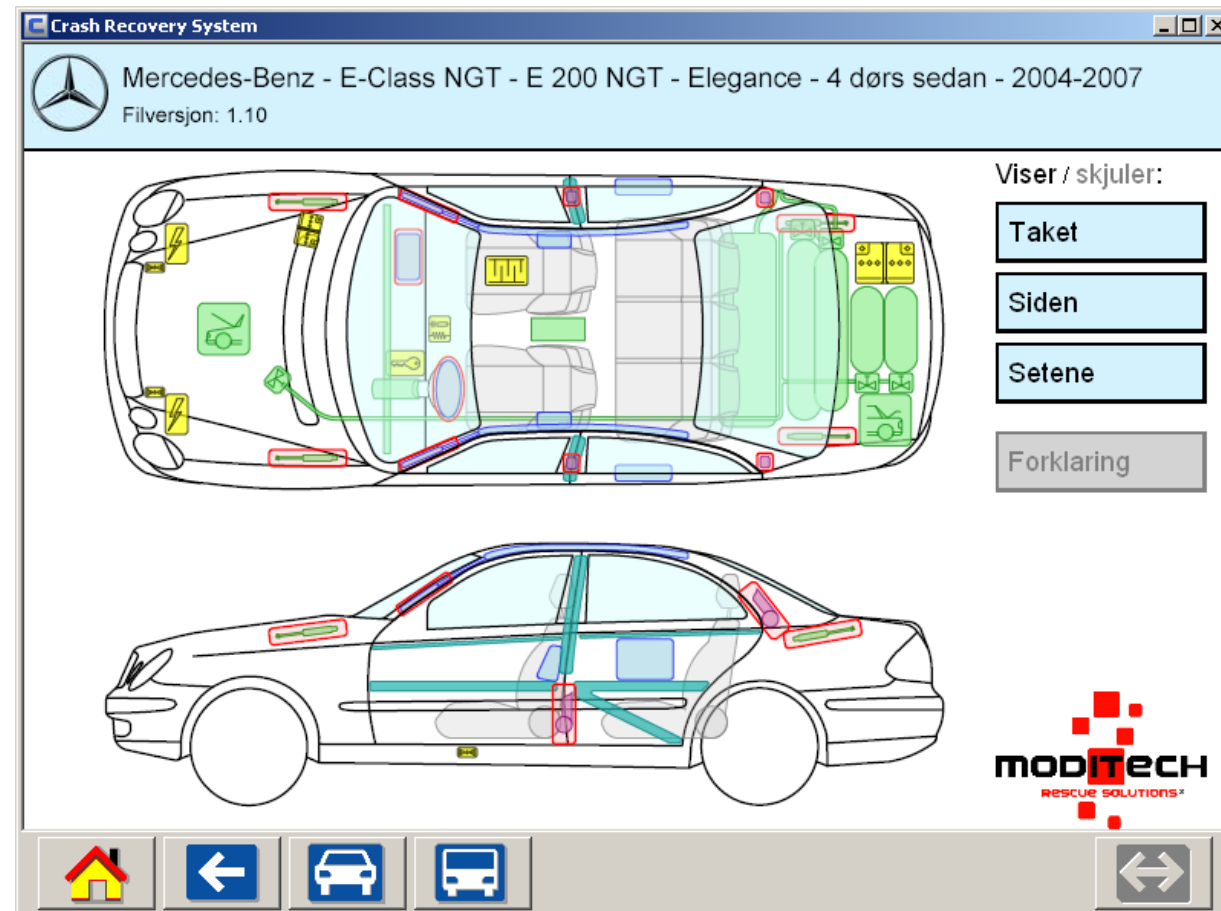 Crash Recovery System
Mercedes-Benz - E-Class NGT - E 200 NGT - Elegance - 4 dørs sedan - 2004-2007
Filversjon: 1.10
Viser / skjuler:
Taket
Siden
Setene
Forklaring
MODITECH
RESCUE SOLUTIONS